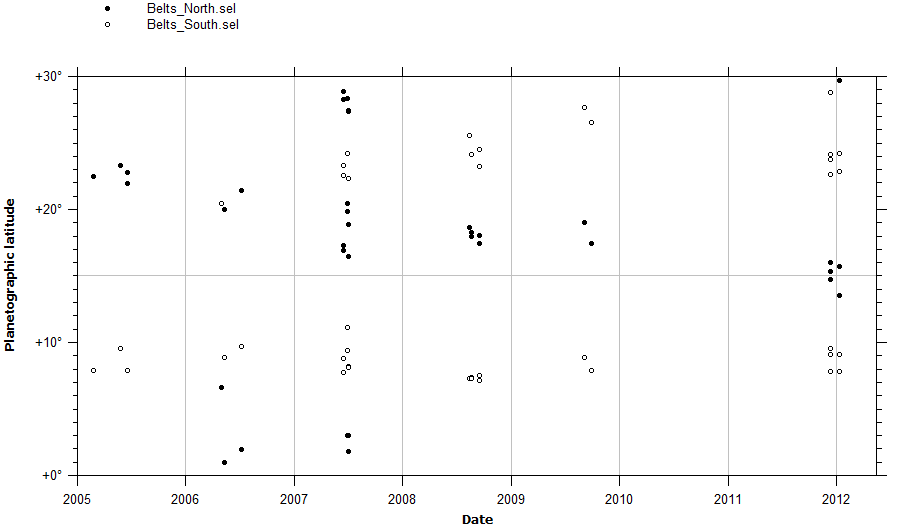 Belts_North.sel
Belts_South.sel
Planetographic latitude
+30°
+20°
+10°
+0°
2005 2006 2007 2008 2009 2010 2011 2012
Date